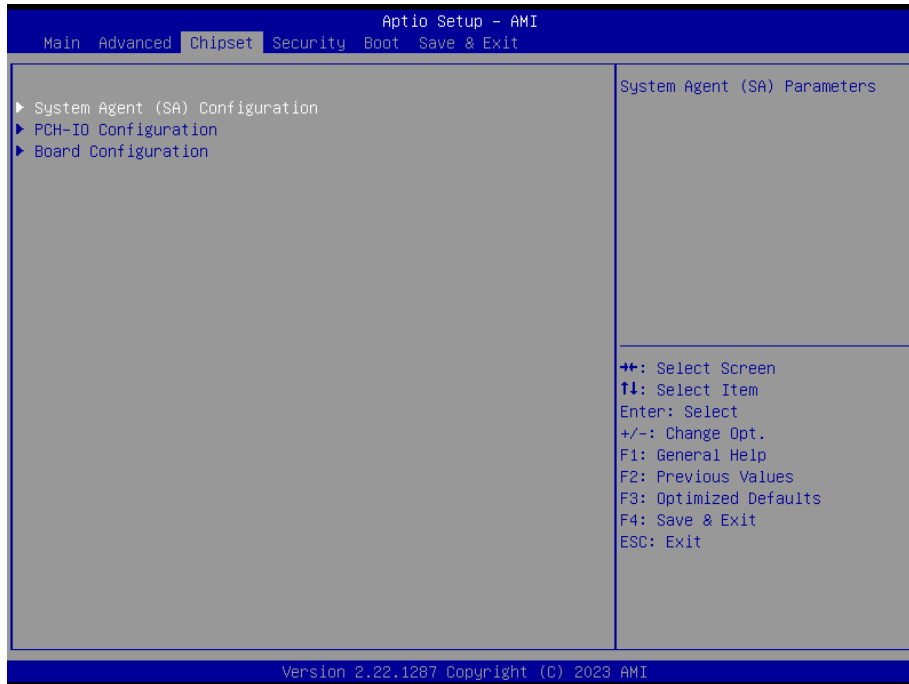 Aptio Setup – AMI
Main Advanced Chipset Security Boot Save & Exit
▶ System Agent (SA) Configuration
▶ PCH-IO Configuration
▶ Board Configuration
System Agent (SA) Parameters
→←: Select Screen
↑↓: Select Item
Enter: Select
+/-: Change Opt.
F1: General Help
F2: Previous Values
F3: Optimized Defaults
F4: Save & Exit
ESC: Exit
Version 2.22.1287 Copyright (C) 2023 AMI